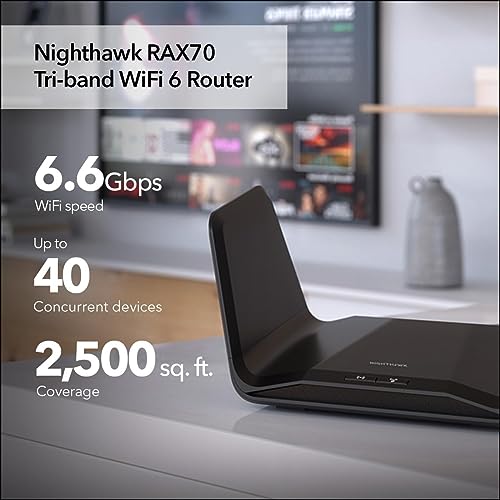 Nighthawk RAX70
Tri-band WiFi 6 Router
6.6Gbps
WiFi speed
Up to
40
Concurrent devices
2,500 sq. ft.
Coverage
NIGHTHAWK